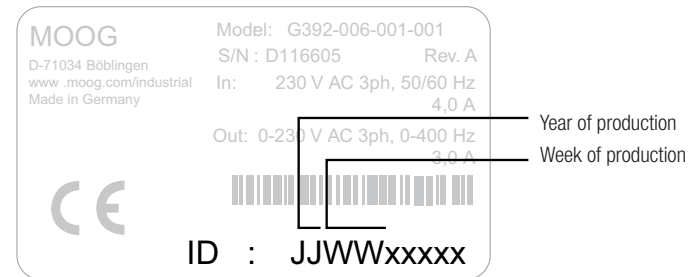 MOOG
D-71034 Böblingen
www .moog.com/industrial
Made in Germany
Model: G392-006-001-001
S/N : D116605 Rev. A
In: 230 V AC 3ph, 50/60 Hz
4,0 A
Out: 0-230 V AC 3ph, 0-400 Hz
3,0 A
CE
ID : JJWWxxxxx
Year of production
Week of production